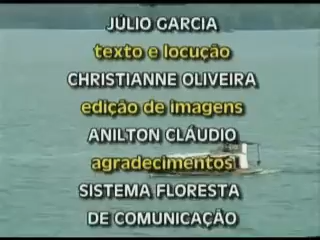 JÚLIO GARCIA
texto e locução
CHRISTIANNE OLIVEIRA
edição de imagens
ANILTON CLÁUDIO
agradecimentos
SISTEMA FLORESTA
DE COMUNICAÇÃO